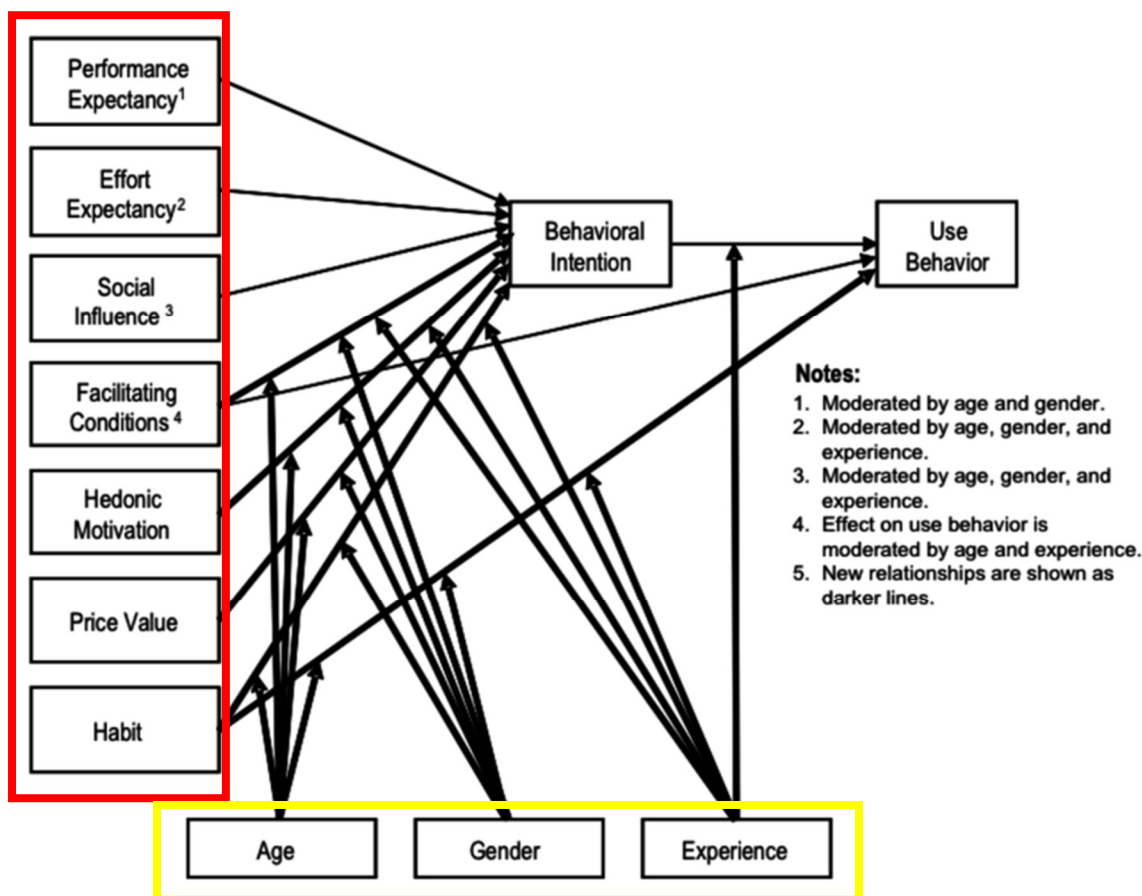 Performance
Expectancy¹
Effort
Expectancy²
Social
Influence ³
Facilitating
Conditions ⁴
Hedonic
Motivation
Price Value
Habit
Behavioral
Intention
Use
Behavior
Notes:
1. Moderated by age and gender.
2. Moderated by age, gender, and
experience.
3. Moderated by age, gender, and
experience.
4. Effect on use behavior is
moderated by age and experience.
5. New relationships are shown as
darker lines.
Age
Gender
Experience